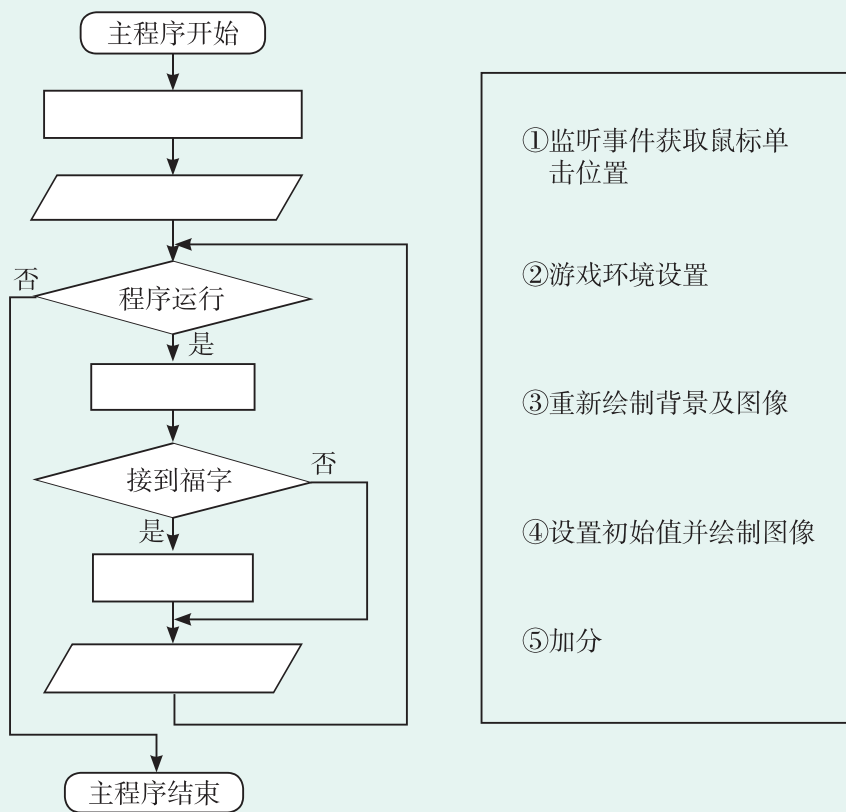 主程序开始
否
程序运行
是
接到福字
否
是
主程序结束
①监听事件获取鼠标单
击位置
②游戏环境设置
③重新绘制背景及图像
④设置初始值并绘制图像
⑤加分